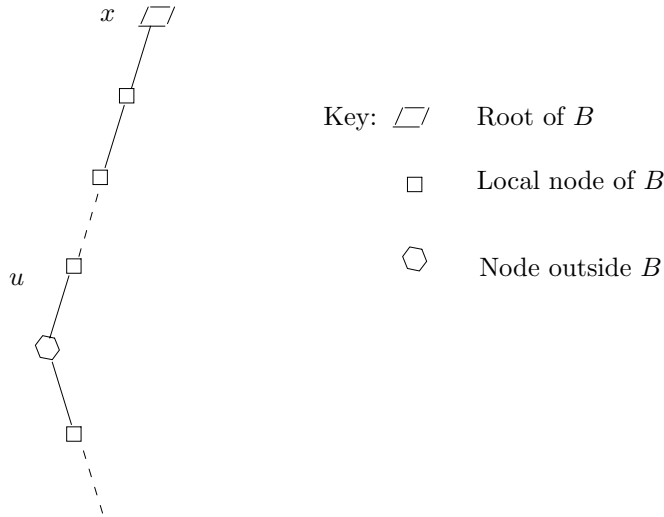 x
Key: Root of B
Local node of B
u
Node outside B